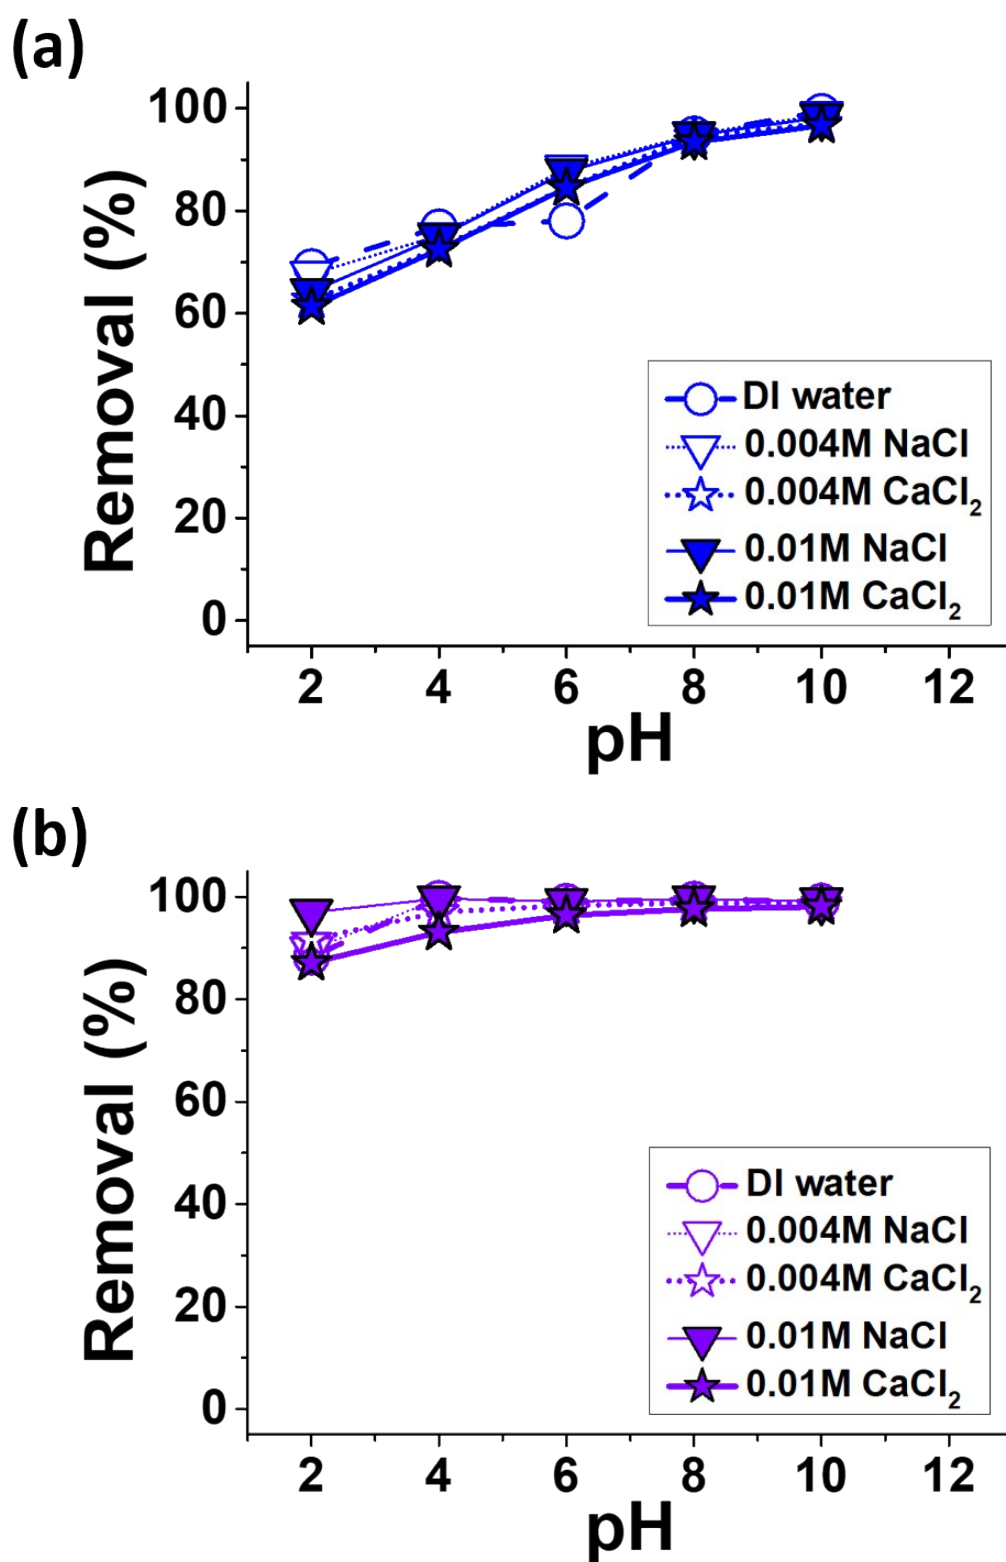 (a)
100
80
60
40
20
0
Removal (%)
DI water
0.004M NaCl
0.004M CaCl₂
0.01M NaCl
0.01M CaCl₂
2 4 6 8 10 12
pH
(b)
100
80
60
40
20
0
Removal (%)
DI water
0.004M NaCl
0.004M CaCl₂
0.01M NaCl
0.01M CaCl₂
2 4 6 8 10 12
pH